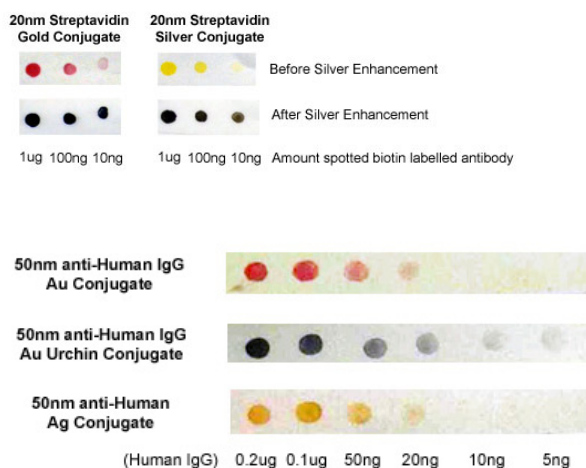 20nm Streptavidin
Gold Conjugate
20nm Streptavidin
Silver Conjugate
Before Silver Enhancement
After Silver Enhancement
1ug 100ng 10ng 1ug 100ng 10ng Amount spotted biotin labelled antibody
50nm anti-Human IgG
Au Conjugate
50nm anti-Human IgG
Au Urchin Conjugate
50nm anti-Human
Ag Conjugate
(Human IgG) 0.2ug 0.1ug 50ng 20ng 10ng 5ng